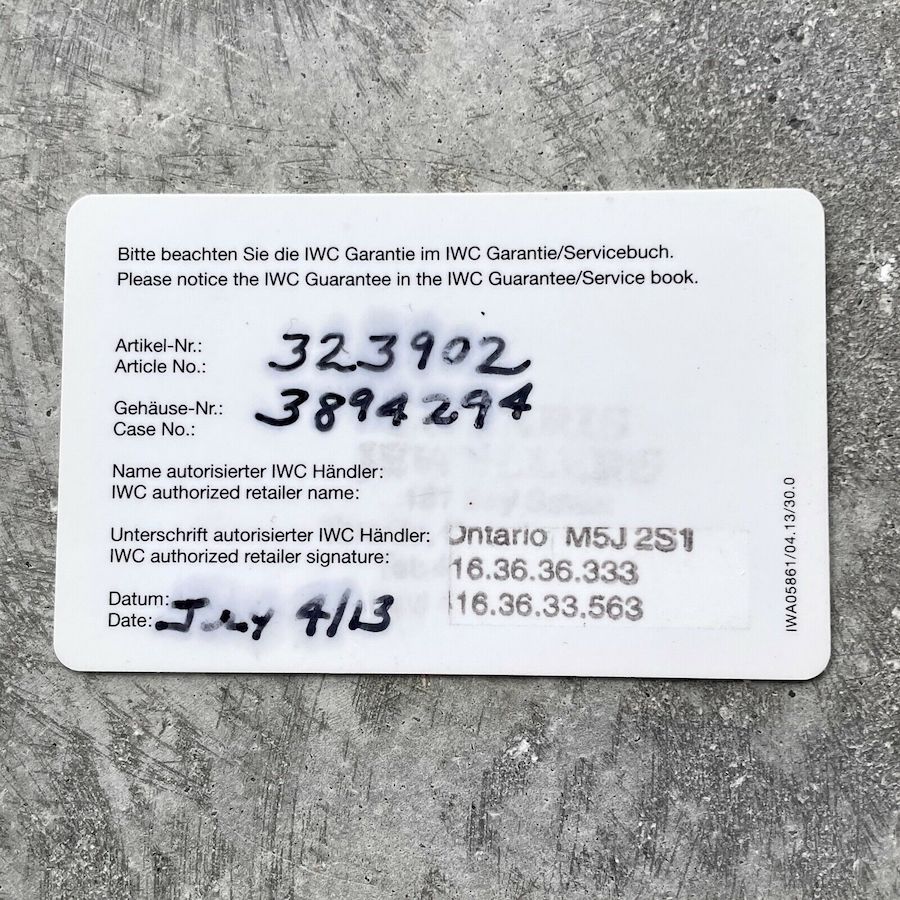 Bitte beachten Sie die IWC Garantie im IWC Garantie/Servicebuch.
Please notice the IWC Guarantee in the IWC Guarantee/Service book.
Artikel-Nr.:
Article No.: 323902
Gehäuse-Nr.:
Case No.: 3894294
Name autorisierter IWC Händler:
IWC authorized retailer name:
Unterschrift autorisierter IWC Händler:
IWC authorized retailer signature:
Ontario M5J 2S1
16.36.36.333
16.36.33.563
Datum:
Date: July 4/13
IWA05861/04.13/30.0